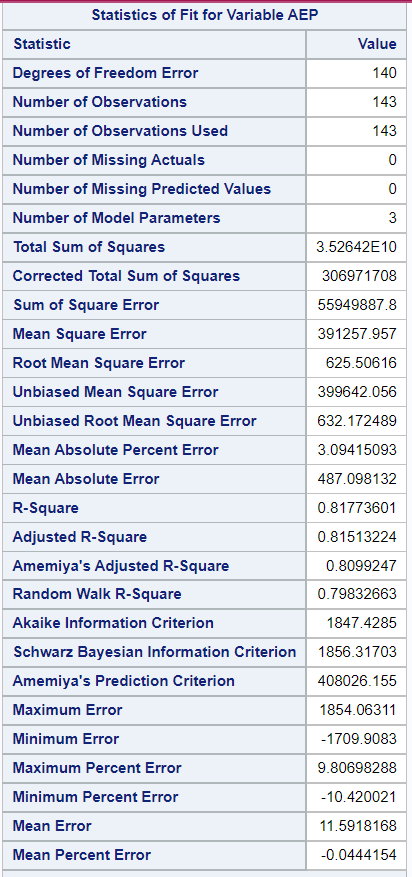 Statistics of Fit for Variable AEP
Statistic Value
Degrees of Freedom Error 140
Number of Observations 143
Number of Observations Used 143
Number of Missing Actuals 0
Number of Missing Predicted Values 0
Number of Model Parameters 3
Total Sum of Squares 3.52642E10
Corrected Total Sum of Squares 306971708
Sum of Square Error 55949887.8
Mean Square Error 391257.957
Root Mean Square Error 625.50616
Unbiased Mean Square Error 399642.056
Unbiased Root Mean Square Error 632.172489
Mean Absolute Percent Error 3.09415093
Mean Absolute Error 487.098132
R-Square 0.81773601
Adjusted R-Square 0.81513224
Amemiya's Adjusted R-Square 0.8099247
Random Walk R-Square 0.79832663
Akaike Information Criterion 1847.4285
Schwarz Bayesian Information Criterion 1856.31703
Amemiya's Prediction Criterion 408026.155
Maximum Error 1854.06311
Minimum Error -1709.9083
Maximum Percent Error 9.80698288
Minimum Percent Error -10.420021
Mean Error 11.5918168
Mean Percent Error -0.0444154